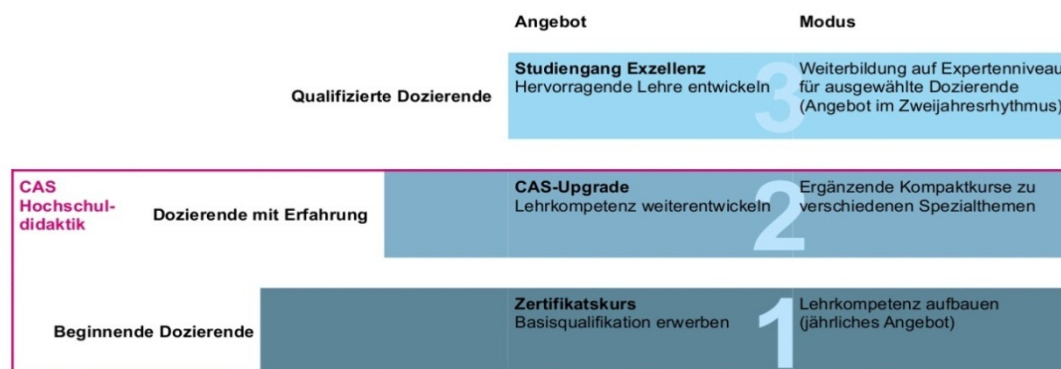 Angebot
Modus
Qualifizierte Dozierende
Studiengang Exzellenz
Hervorragende Lehre entwickeln
3
Weiterbildung auf Expertenniveau
für ausgewählte Dozierende
(Angebot im Zweijahresrhythmus)
CAS
Hochschul-
didaktik
Dozierende mit Erfahrung
CAS-Upgrade
Lehrkompetenz weiterentwickeln
2
Ergänzende Kompaktkurse zu
verschiedenen Spezialthemen
Beginnende Dozierende
Zertifikatskurs
Basisqualifikation erwerben
1
Lehrkompetenz aufbauen
(jährliches Angebot)